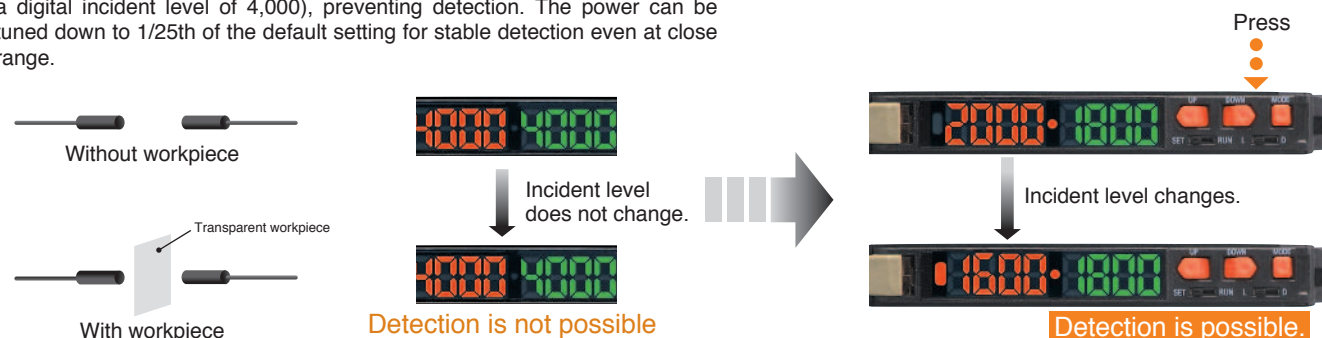 a digital incident level of 4,000), preventing detection. The power can be
tuned down to 1/25th of the default setting for stable detection even at close
range.
Press
Without workpiece
4000 4000
UP DOWN MODE
2000 1800
SET RUN L D
Incident level
does not change.
Incident level changes.
Transparent workpiece
With workpiece
4000 4000
Detection is not possible
UP DOWN MODE
1600 1800
SET RUN L D
Detection is possible.